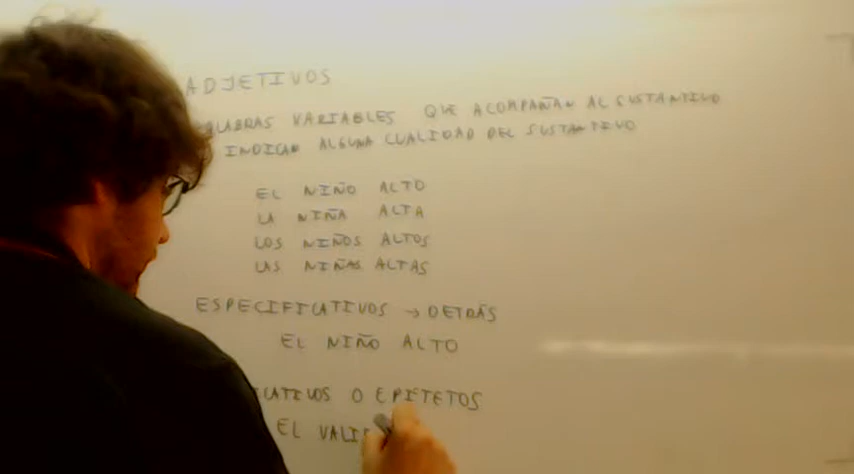 ADJETIVOS
PALABRAS VARIABLES QUE ACOMPAÑAN AL SUSTANTIVO
INDICAN ALGUNA CUALIDAD DEL SUSTANTIVO
EL NIÑO ALTO
LA NIÑA ALTA
LOS NIÑOS ALTOS
LAS NIÑAS ALTAS
ESPECIFICATIVOS → DETRÁS
EL NIÑO ALTO
ICATIVOS O EPITETOS
EL VALI